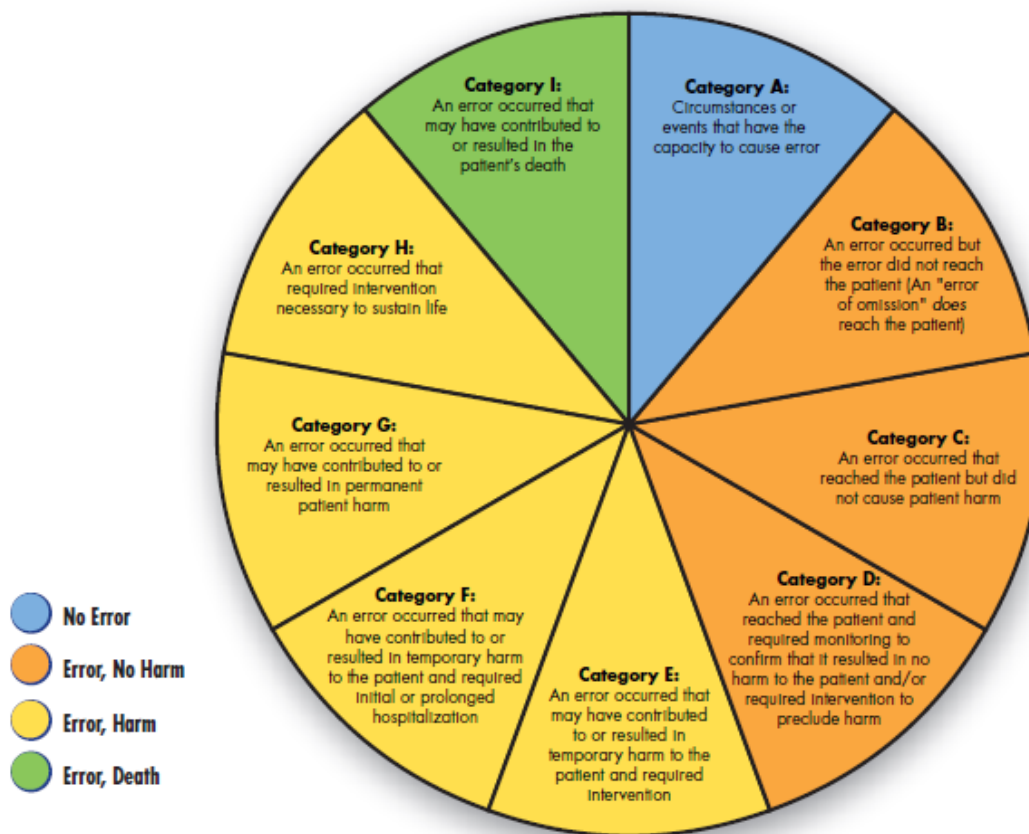 Category I:
An error occurred that
may have contributed to
or resulted in the
patient's death
Category A:
Circumstances or
events that have the
capacity to cause error
Category B:
An error occurred but
the error did not reach
the patient (An "error
of omission" does
reach the patient)
Category C:
An error occurred that
reached the patient but did
not cause patient harm
Category D:
An error occurred that
reached the patient and
required monitoring to
confirm that it resulted in no
harm to the patient and/or
required intervention to
preclude harm
Category E:
An error occurred that
may have contributed
to or resulted in
temporary harm to the
patient and required
intervention
Category F:
An error occurred that may
have contributed to or
resulted in temporary harm
to the patient and required
initial or prolonged
hospitalization
Category G:
An error occurred that
may have contributed to or
resulted in permanent
patient harm
Category H:
An error occurred that
required intervention
necessary to sustain life
No Error
Error, No Harm
Error, Harm
Error, Death